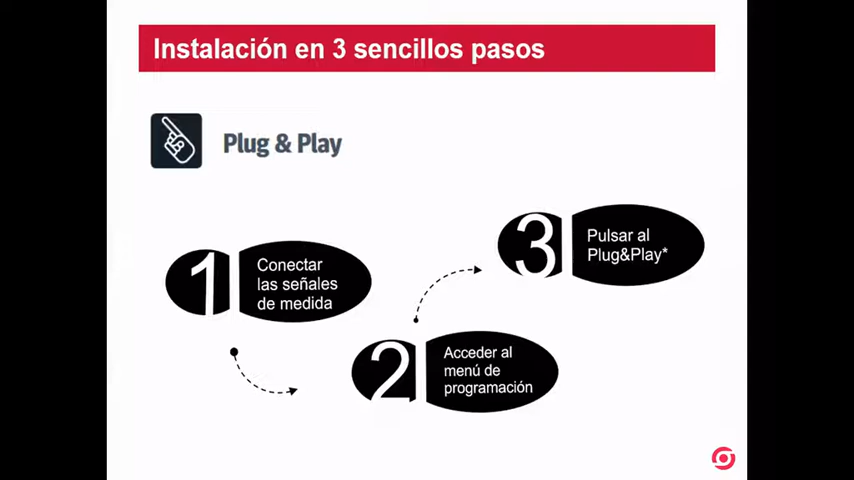 Instalación en 3 sencillos pasos
Plug & Play
1
Conectar
las señales
de medida
2
Acceder al
menú de
programación
3
Pulsar al
Plug&Play*